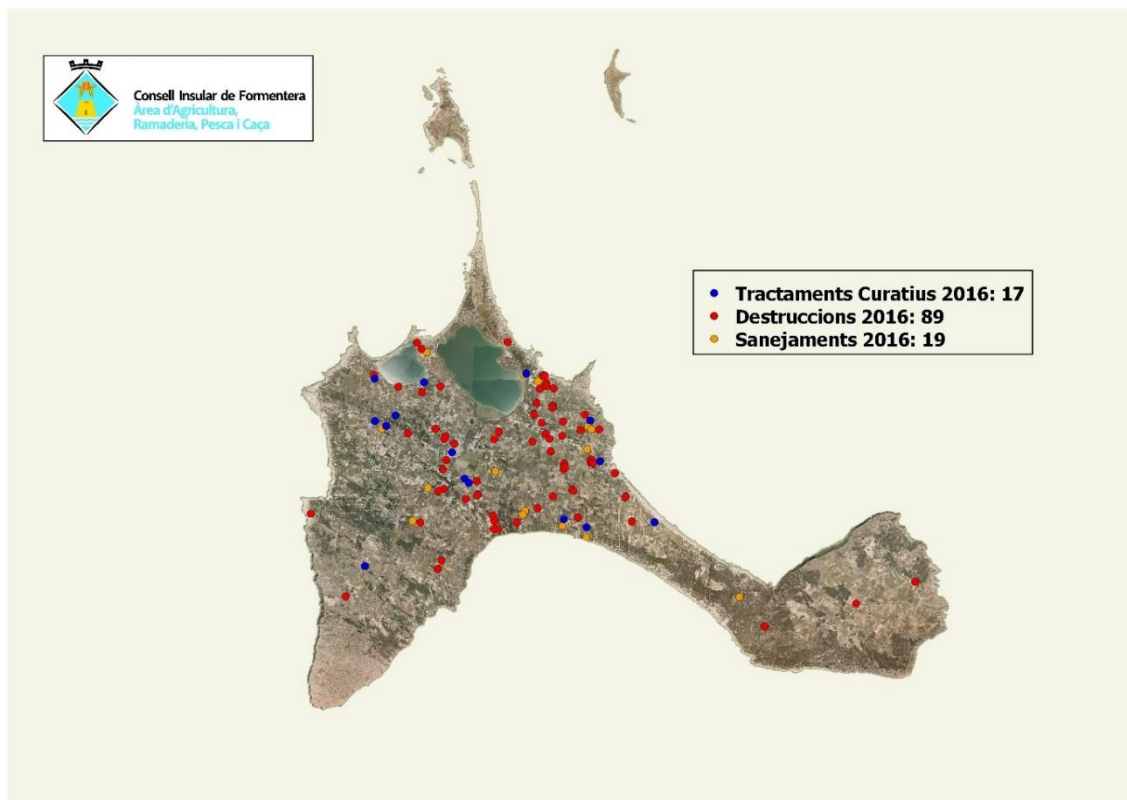 Consell Insular de Formentera
Àrea d'Agricultura,
Ramaderia, Pesca i Caça
Tractaments Curatius 2016: 17
Destruccions 2016: 89
Sanejaments 2016: 19